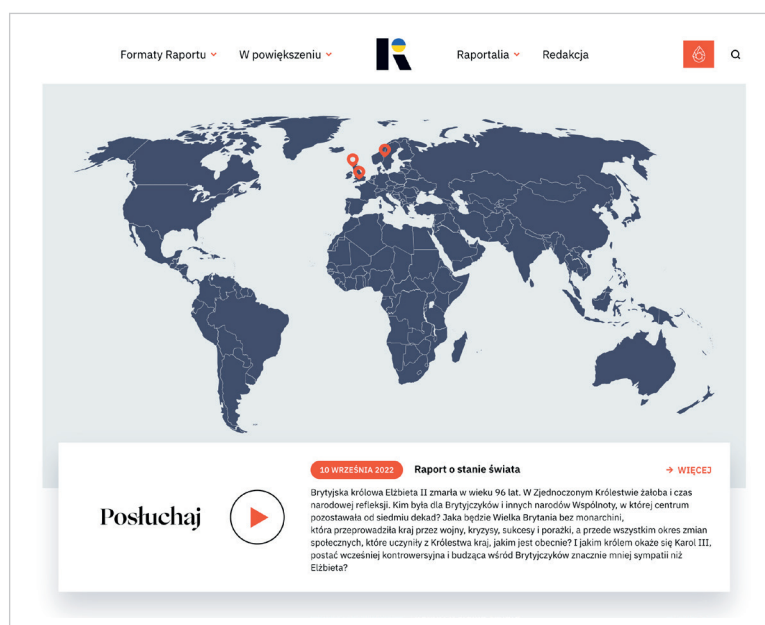 Formaty Raportu
W powiększeniu
R
Raportalia
Redakcja
10 WRZEŚNIA 2022
Raport o stanie świata
→ WIĘCEJ
Posłuchaj
Brytyjska królowa Elżbieta II zmarła w wieku 96 lat. W Zjednoczonym Królestwie żałoba i czas
narodowej refleksji. Kim była dla Brytyjczyków i innych narodów Wspólnoty, w której centrum
pozostawała od siedmiu dekad? Jaka będzie Wielka Brytania bez monarchini,
która przeprowadziła kraj przez wojny, kryzysy, sukcesy i porażki, a przede wszystkim okres zmian
społecznych, które uczyniły z Królestwa kraj, jakim jest obecnie? I jakim królem okaże się Karol III,
postać wcześniej kontrowersyjna i budząca wśród Brytyjczyków znacznie mniej sympatii niż
Elżbieta?